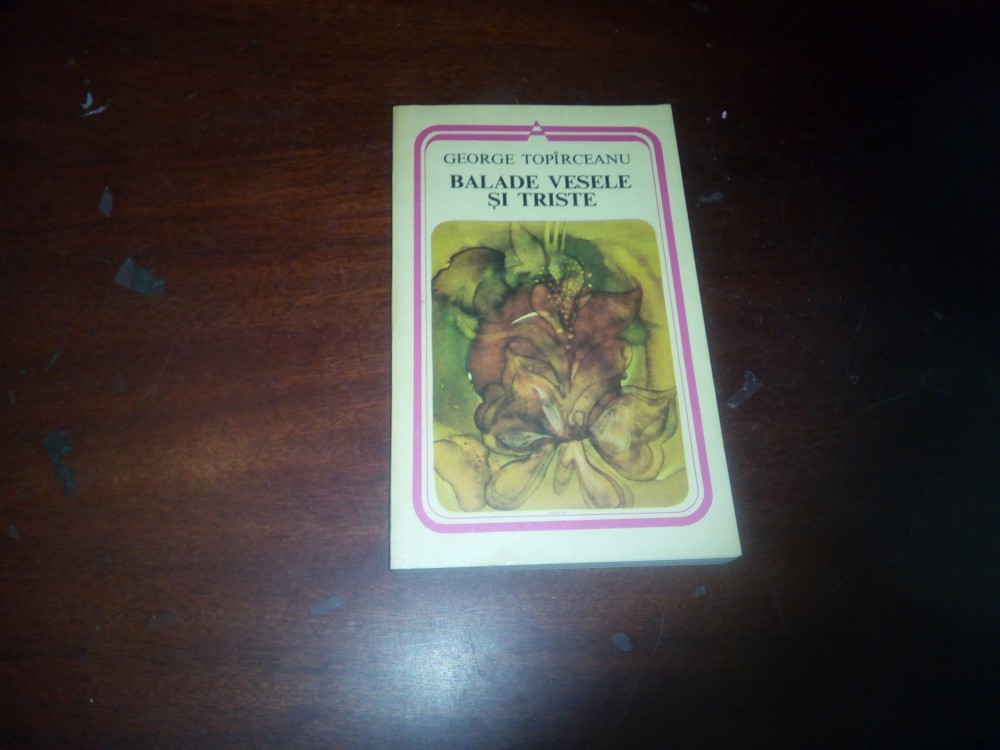 GEORGE TOPÎRCEANU
BALADE VESELE
ȘI TRISTE